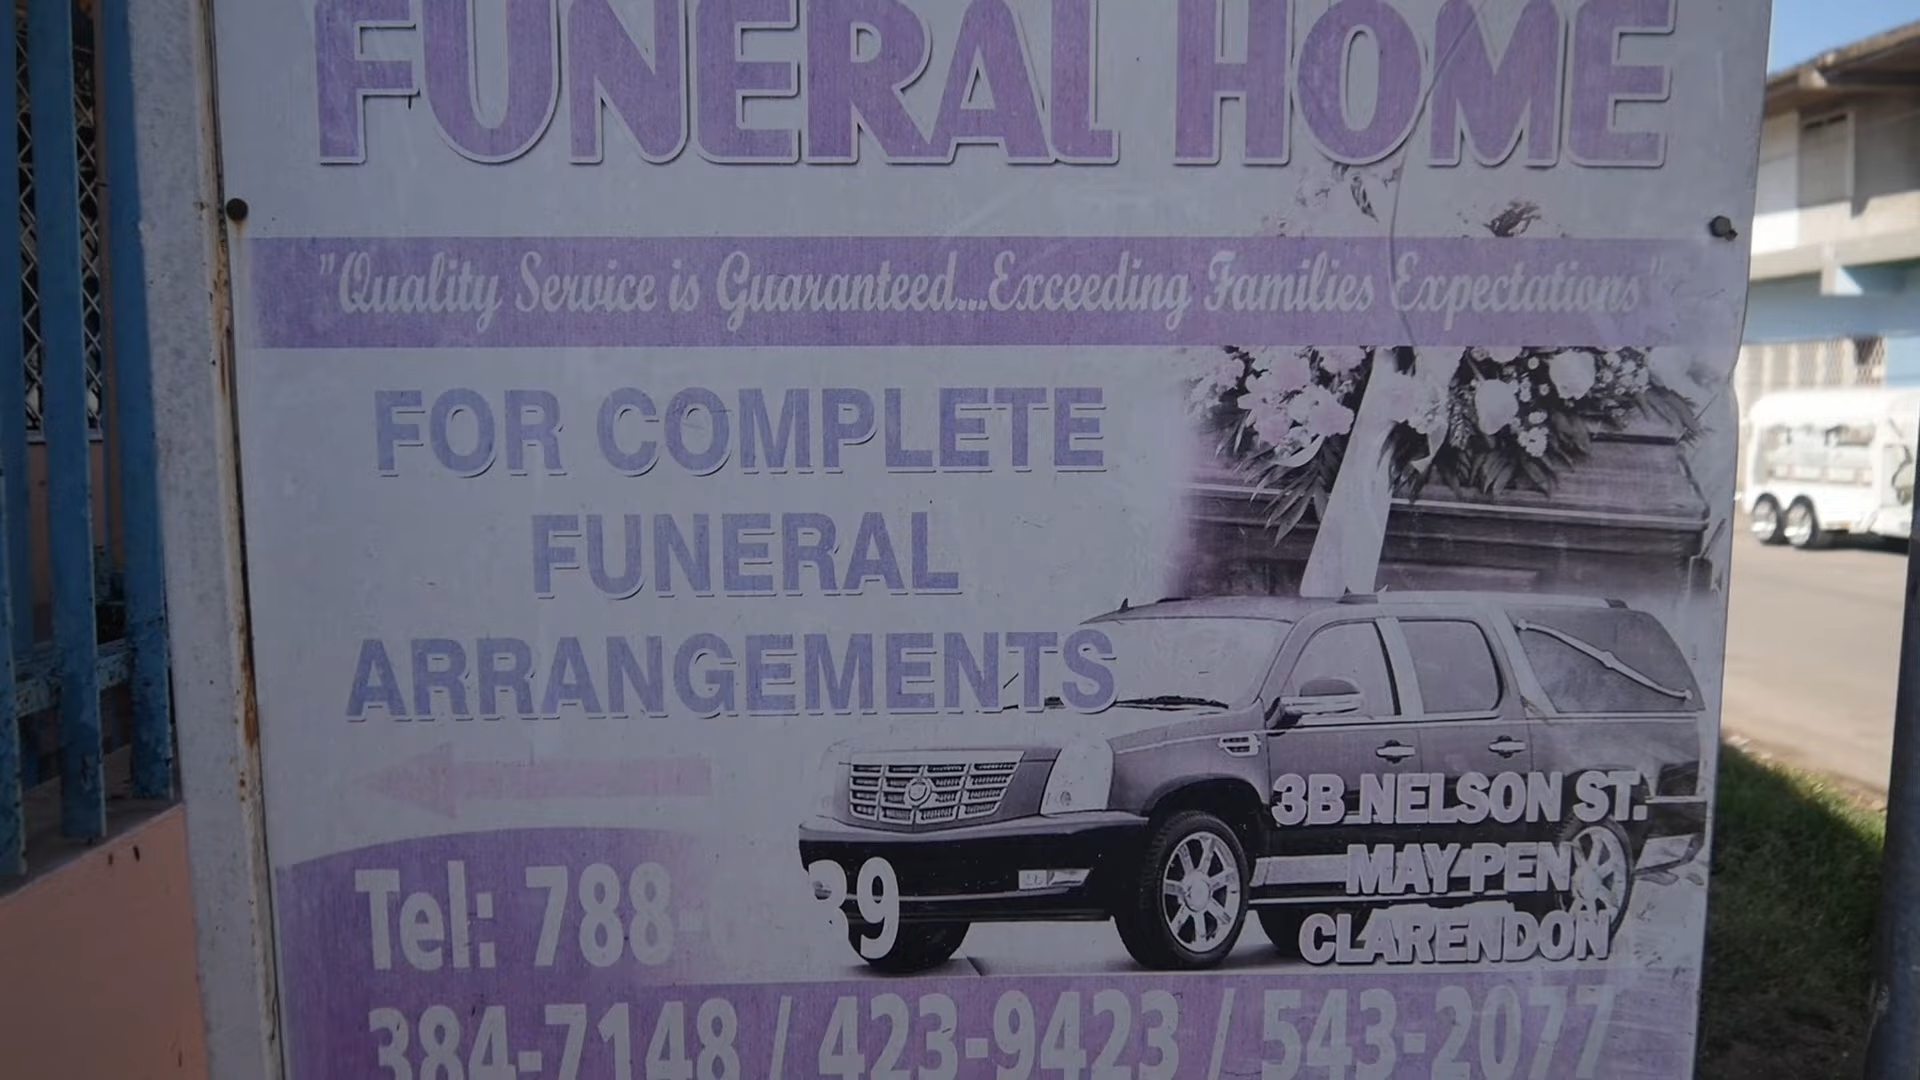 FUNERAL HOME
"Quality Service is Guaranteed...Exceeding Families Expectations"
FOR COMPLETE
FUNERAL
ARRANGEMENTS
3B NELSON ST.
MAY PEN
CLARENDON
Tel: 788- 39
384-7148 / 423-9423 / 543-2077